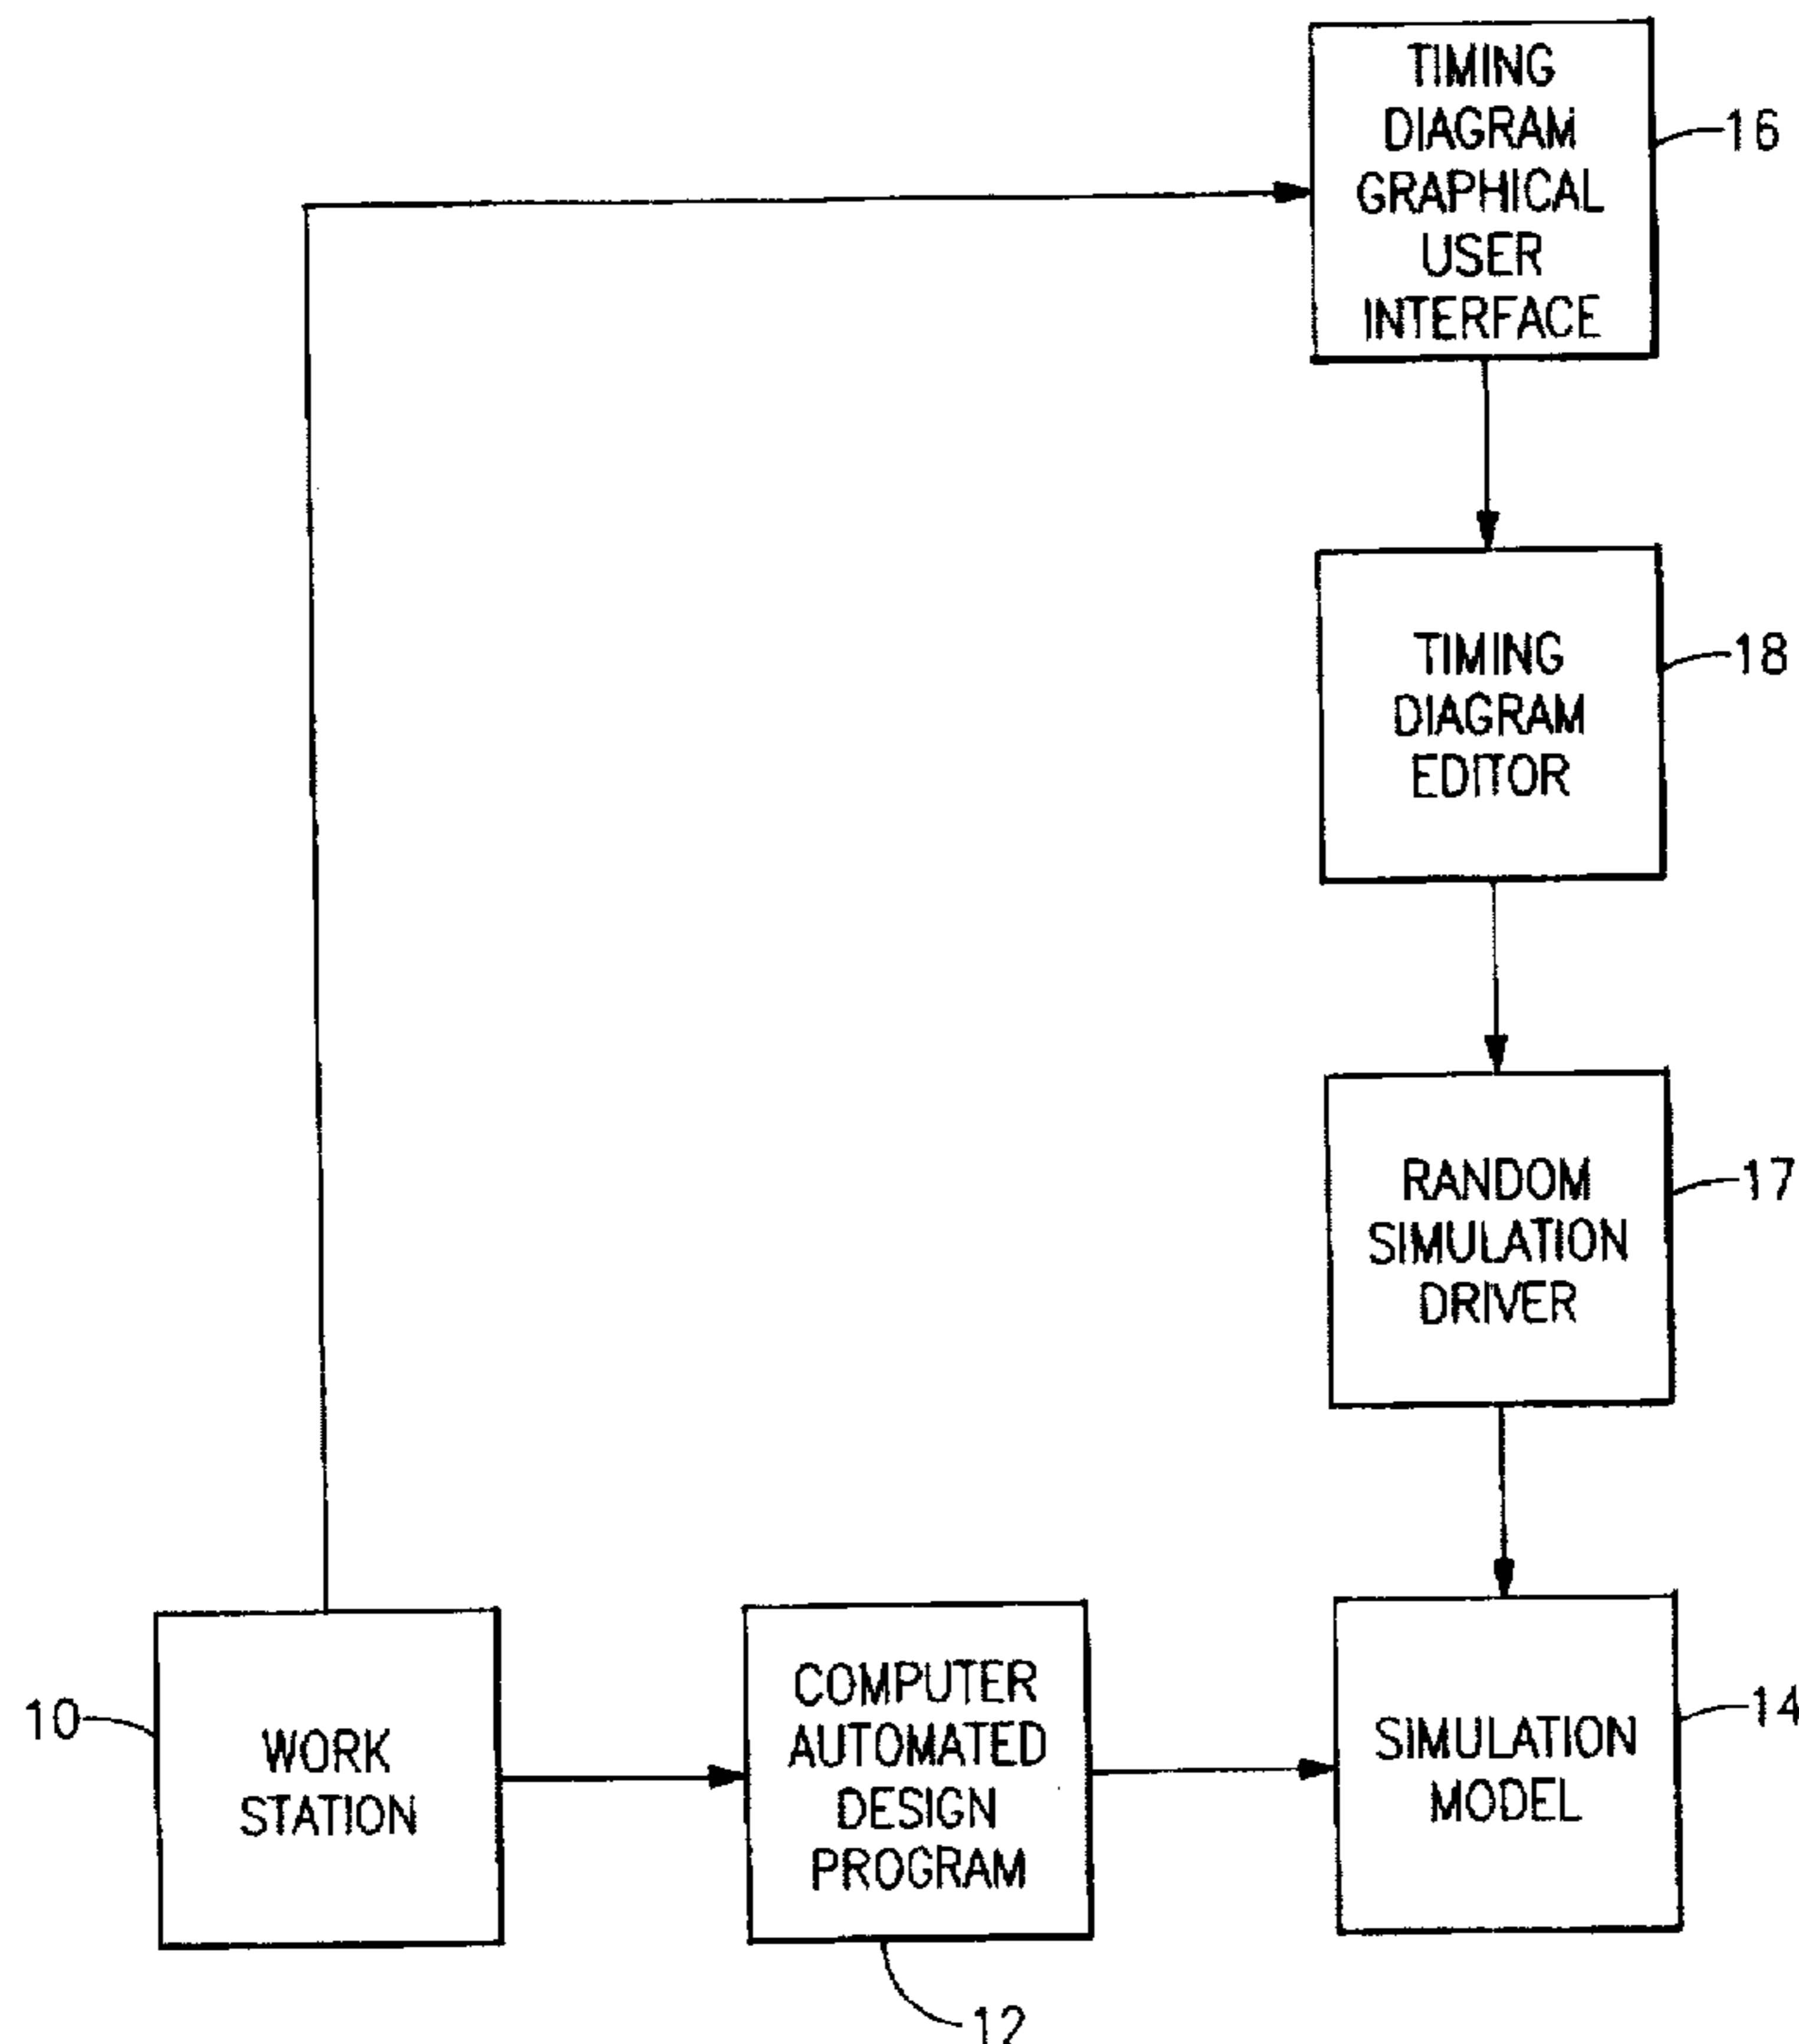 TIMING
DIAGRAM
GRAPHICAL
USER
INTERFACE
16
TIMING
DIAGRAM
EDITOR
18
RANDOM
SIMULATION
DRIVER
17
10
WORK
STATION
COMPUTER
AUTOMATED
DESIGN
PROGRAM
12
SIMULATION
MODEL
14